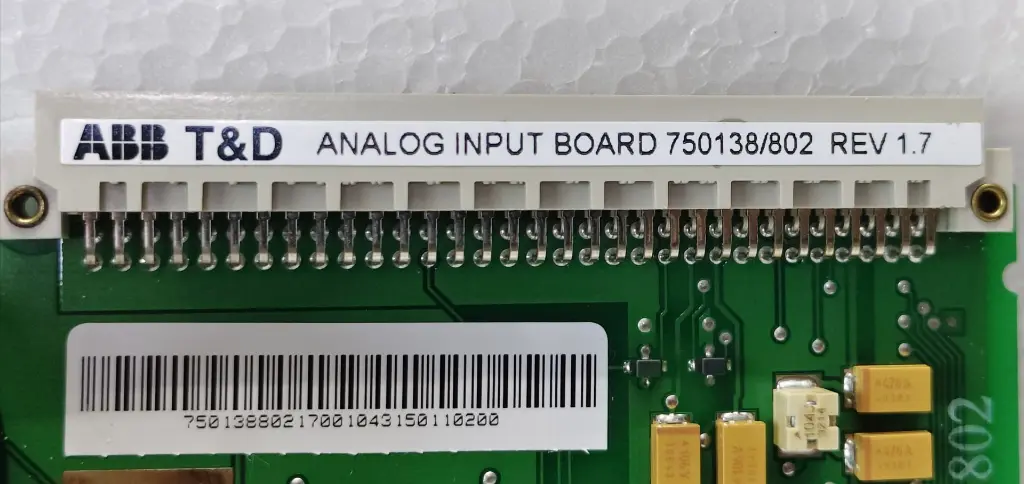 ABB T&D ANALOG INPUT BOARD 750138/802 REV 1.7
75013880217001043150110200
802